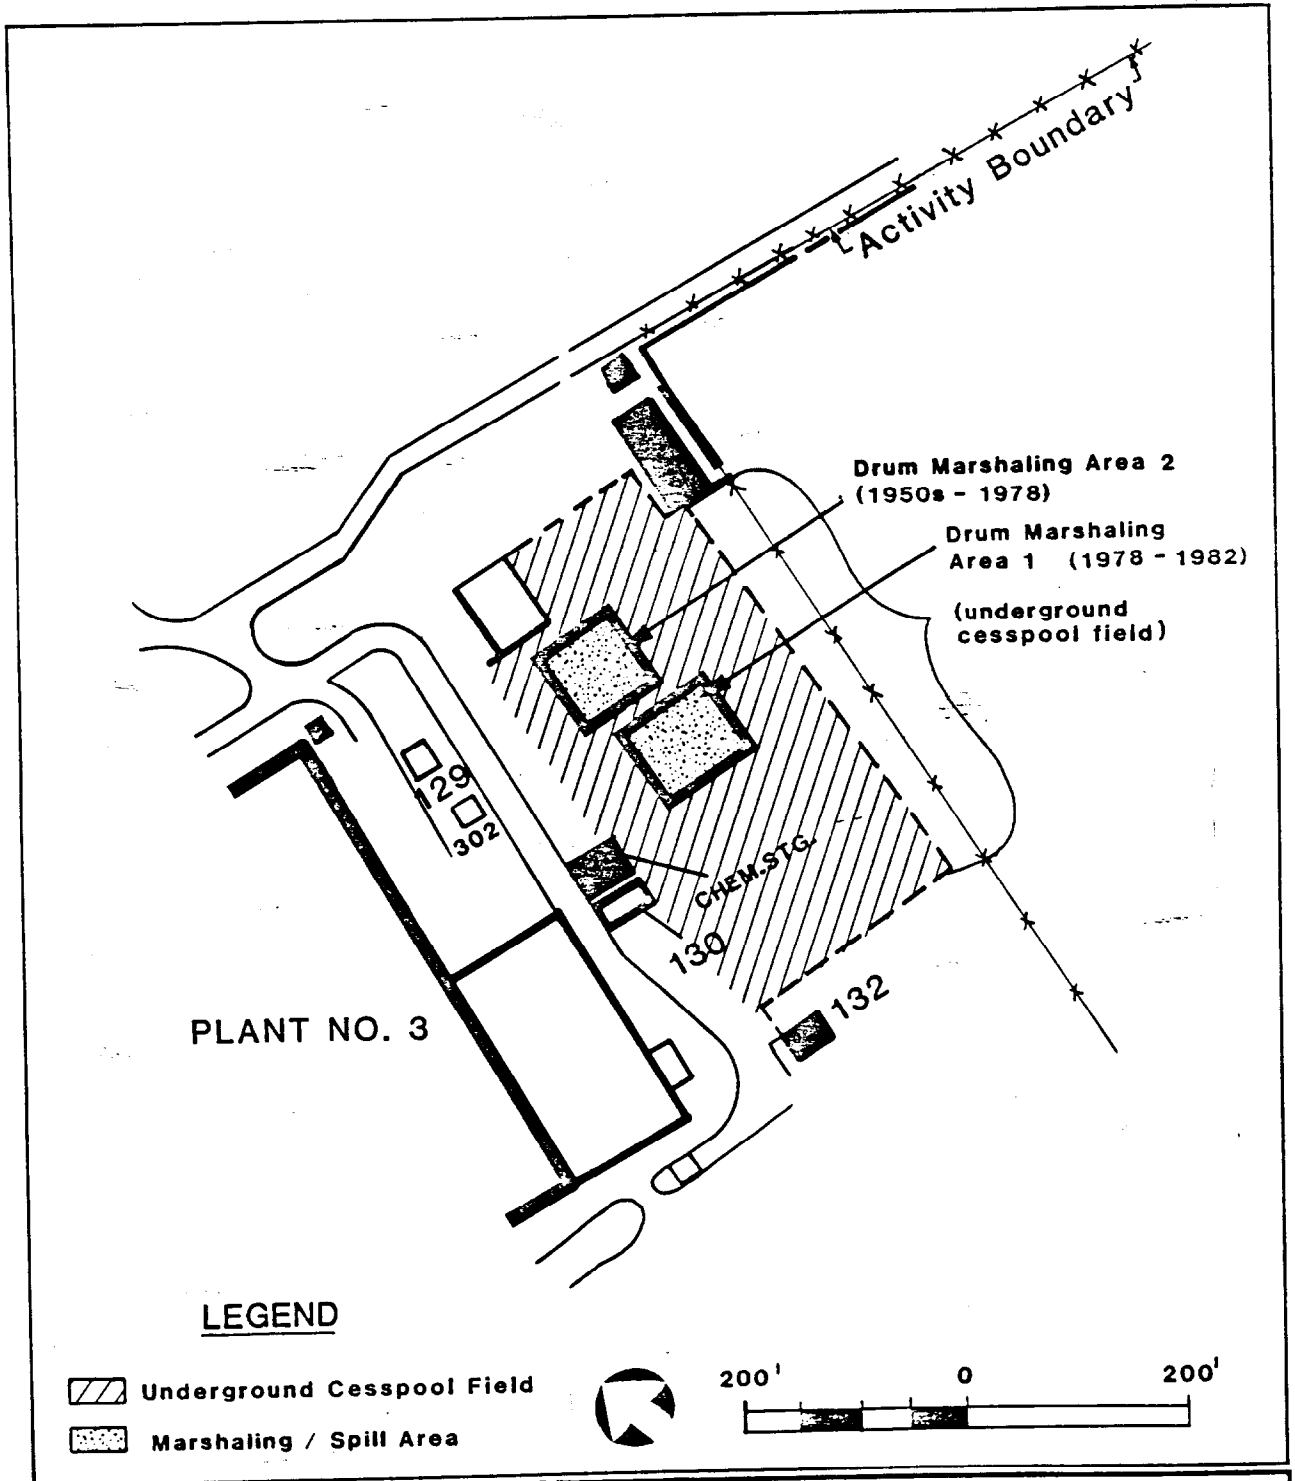 Activity Boundary
Drum Marshaling Area 2
(1950s - 1978)
Drum Marshaling
Area 1 (1978 - 1982)
(underground
cesspool field)
29
302
CHEM. STG.
130
132
PLANT NO. 3
LEGEND
Underground Cesspool Field
Marshaling / Spill Area
200' 0 200'